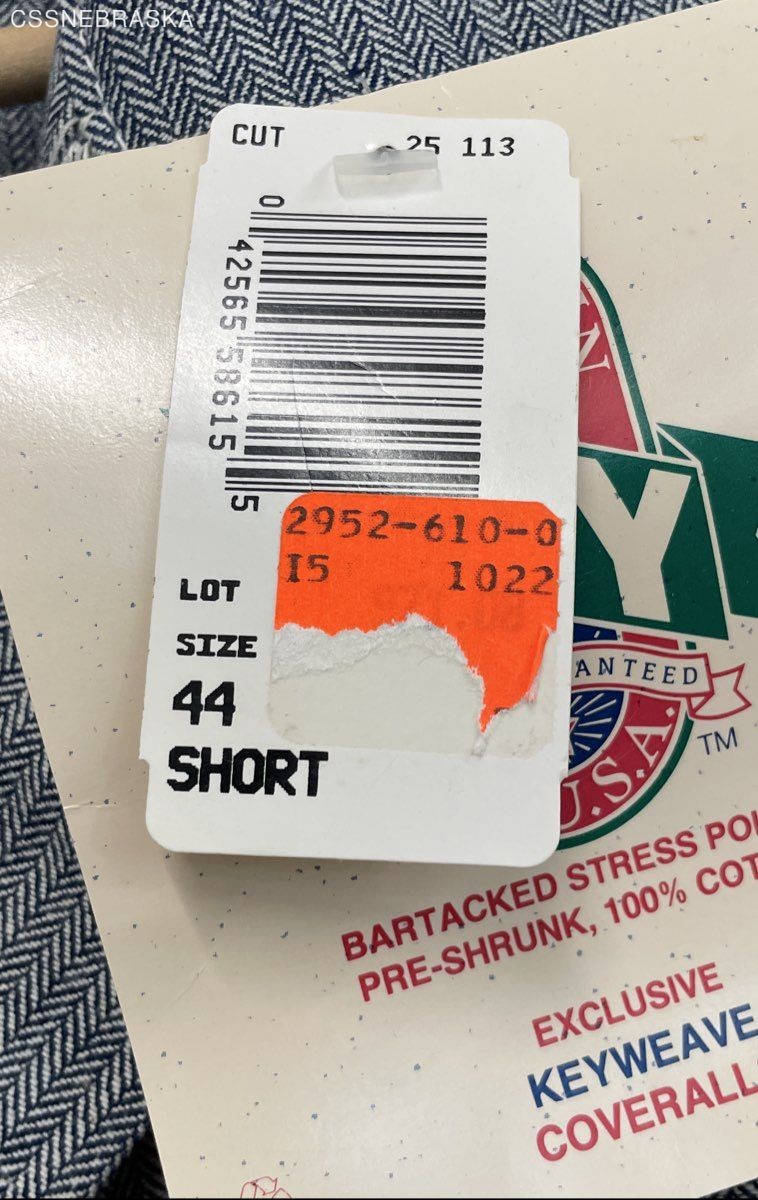 CSSNEBRASKA
CUT 25 113
0 42565 58615 5
2952-610-0
I5 1022
LOT
SIZE
44
SHORT
Y
ANTEED
U.S.A.
TM
BARTACKED STRESS
PRE-SHRUNK, 100%
EXCLUSIVE
KEYWEAVE
COVERALL